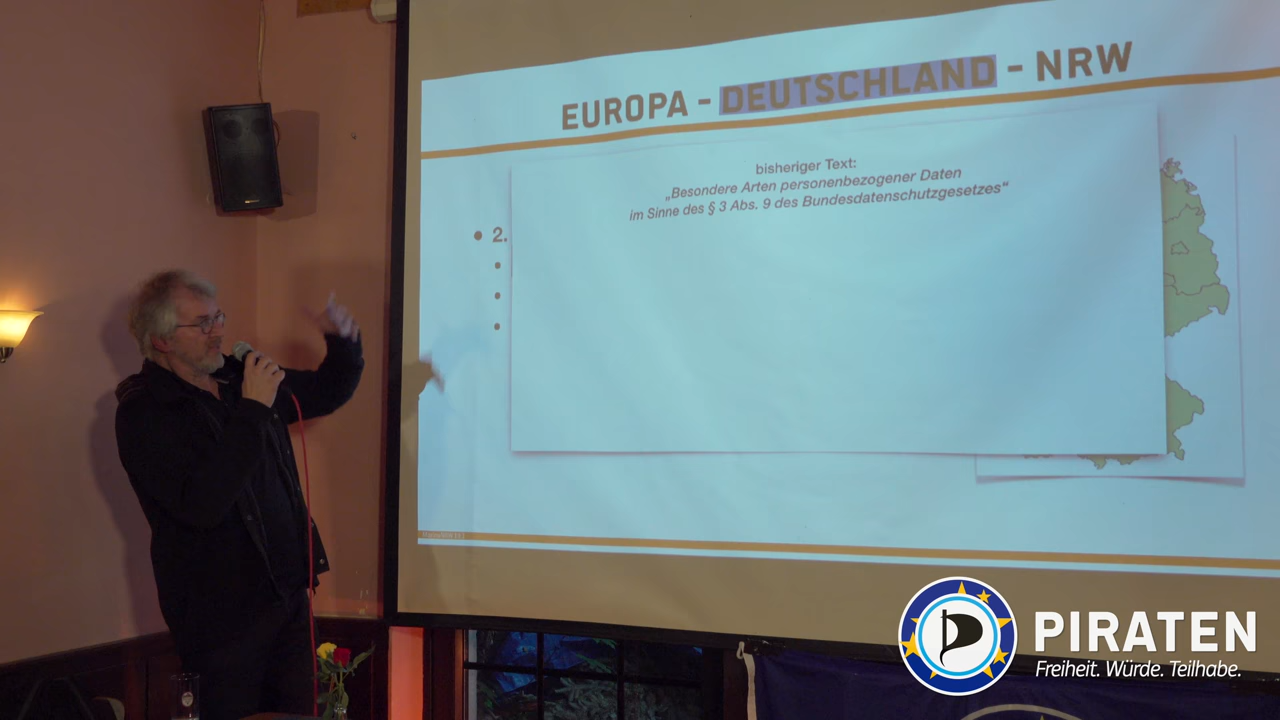 EUROPA - DEUTSCHLAND - NRW
bisheriger Text:
„Besondere Arten personenbezogener Daten
im Sinne des § 3 Abs. 9 des Bundesdatenschutzgesetzes“
• 2.
•
•
•
PIRATEN
Freiheit. Würde. Teilhabe.